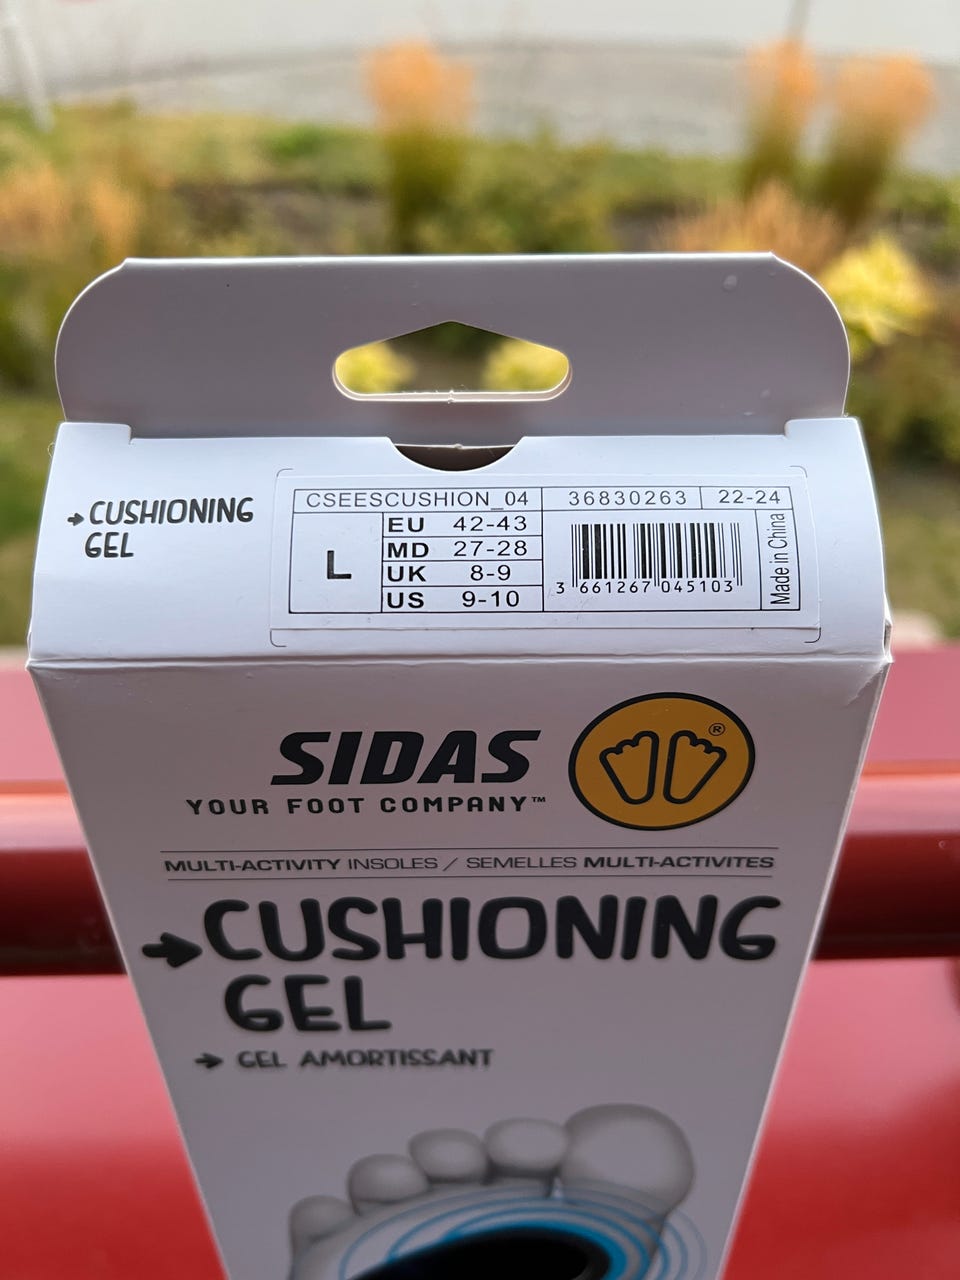 →CUSHIONING
GEL
CSEESCUSHION_04 36830263 22-24
L
EU 42-43
MD 27-28
UK 8-9
US 9-10
3 661267 045103
Made in China
SIDAS
®
YOUR FOOT COMPANY™
MULTI-ACTIVITY INSOLES / SEMELLES MULTI-ACTIVITES
→CUSHIONING
GEL
→ GEL AMORTISSANT